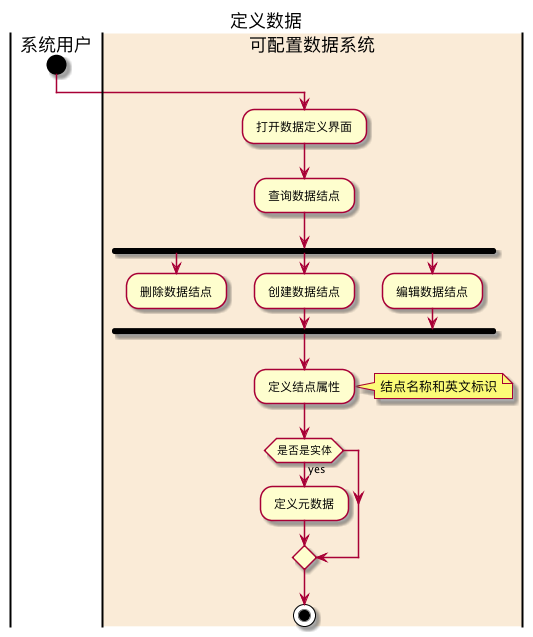 定义数据
系统用户
可配置数据系统
打开数据定义界面
查询数据结点
删除数据结点
创建数据结点
编辑数据结点
定义结点属性
结点名称和英文标识
是否是实体
yes
定义元数据